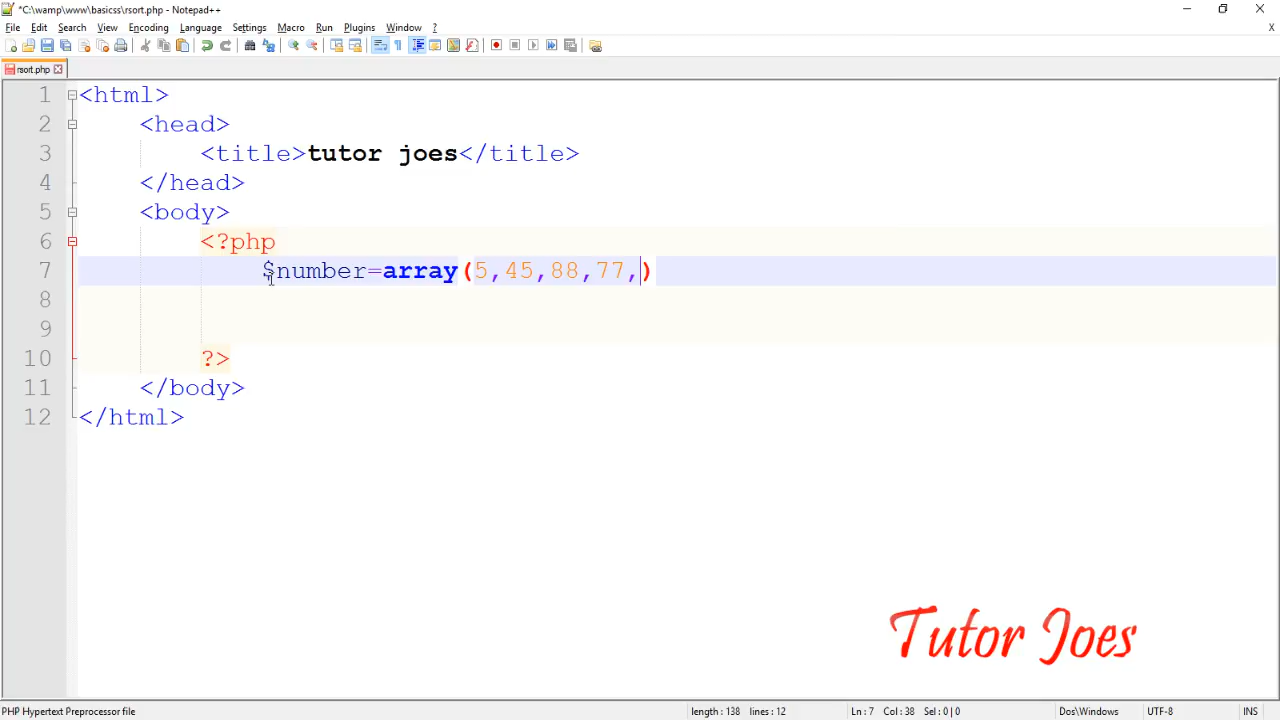 *C:\wamp\www\basicss\rsort.php - Notepad++
File Edit Search View Encoding Language Settings Macro Run Plugins Window ? X
rsort.php
1 <html>
2 <head>
3 <title>tutor joes</title>
4 </head>
5 <body>
6 <?php
7 $number=array(5,45,88,77,)
8
9
10 ?>
11 </body>
12 </html>
Tutor Joes
PHP Hypertext Preprocessor file length : 138 lines : 12 Ln : 7 Col : 38 Sel : 0 | 0 Dos\Windows UTF-8 INS